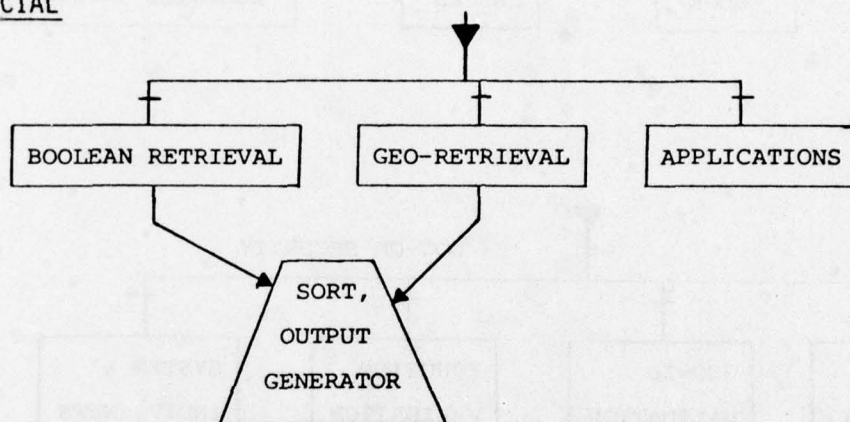 CIAL
BOOLEAN RETRIEVAL
GEO-RETRIEVAL
APPLICATIONS
SORT,
OUTPUT
GENERATOR